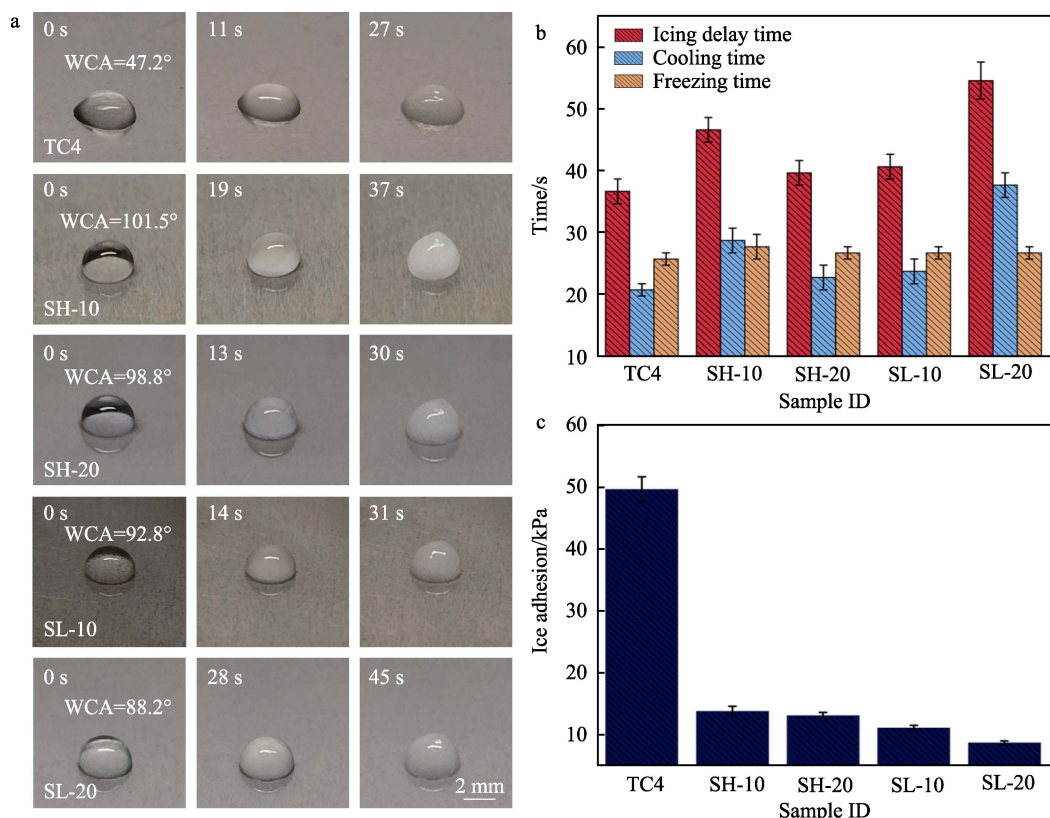 a
0 s
11 s
27 s
WCA=47.2°
TC4
0 s
19 s
37 s
WCA=101.5°
SH-10
0 s
13 s
30 s
WCA=98.8°
SH-20
0 s
14 s
31 s
WCA=92.8°
SL-10
0 s
28 s
45 s
WCA=88.2°
SL-20
2 mm
b
Icing delay time
Cooling time
Freezing time
60
50
40
30
20
10
Time/s
TC4 SH-10 SH-20 SL-10 SL-20
Sample ID
c
60
50
40
30
20
10
Ice adhesion/kPa
TC4 SH-10 SH-20 SL-10 SL-20
Sample ID